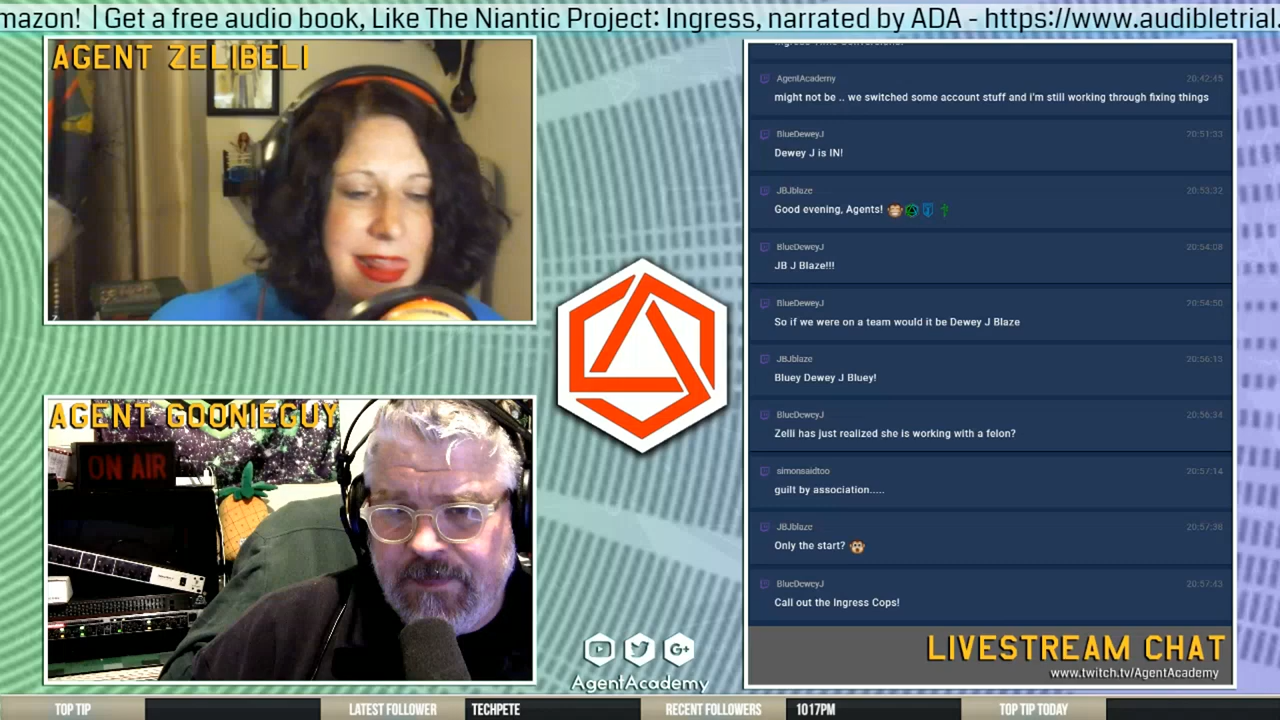 mazon! | Get a free audio book, Like The Niantic Project: Ingress, narrated by ADA - https://www.audibletrial.
AGENT ZELIBELI
AGENT GOONIEGUY
ON AIR
AgentAcademy
AgentAcademy 20:42:45
might not be .. we switched some account stuff and i'm still working through fixing things
BlueDeweyJ 20:51:33
Dewey J is IN!
JBJblaze 20:53:32
Good evening, Agents!
BlueDeweyJ 20:54:08
JB J Blaze!!!
BlueDeweyJ 20:54:50
So if we were on a team would it be Dewey J Blaze
JBJblaze 20:56:13
Bluey Dewey J Bluey!
BlueDeweyJ 20:56:34
Zelli has just realized she is working with a felon?
simonsaidtoo 20:57:14
guilt by association.....
JBJblaze 20:57:38
Only the start?
BlueDeweyJ 20:57:43
Call out the Ingress Cops!
LIVESTREAM CHAT
www.twitch.tv/AgentAcademy
TOP TIP LATEST FOLLOWER TECHPETE RECENT FOLLOWERS 1017PM TOP TIP TODAY